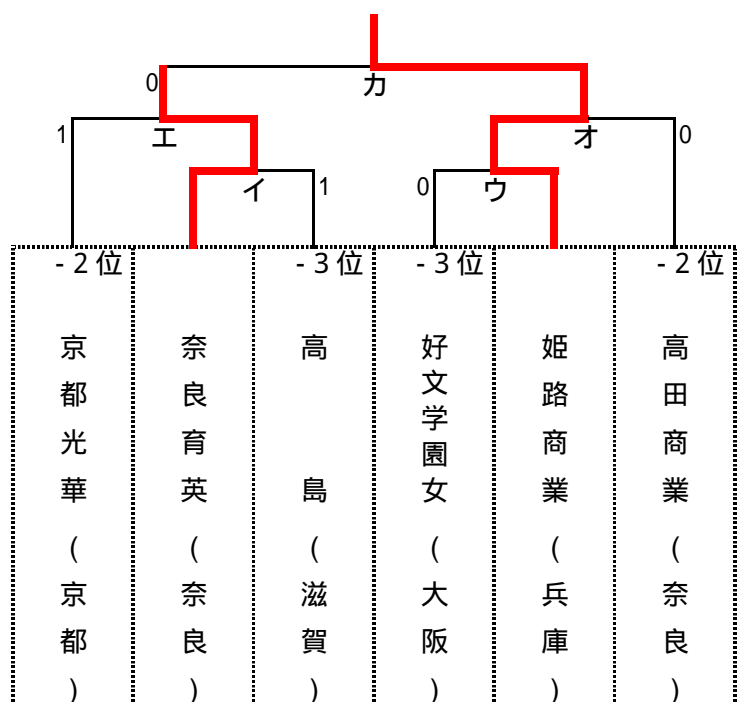 0
カ
1
エ
オ
0
イ
1
0
ウ
-2位
-3位
-3位
-2位
京都光華(京都)
奈良育英(奈良)
高島(滋賀)
好文学園女(大阪)
姫路商業(兵庫)
高田商業(奈良)